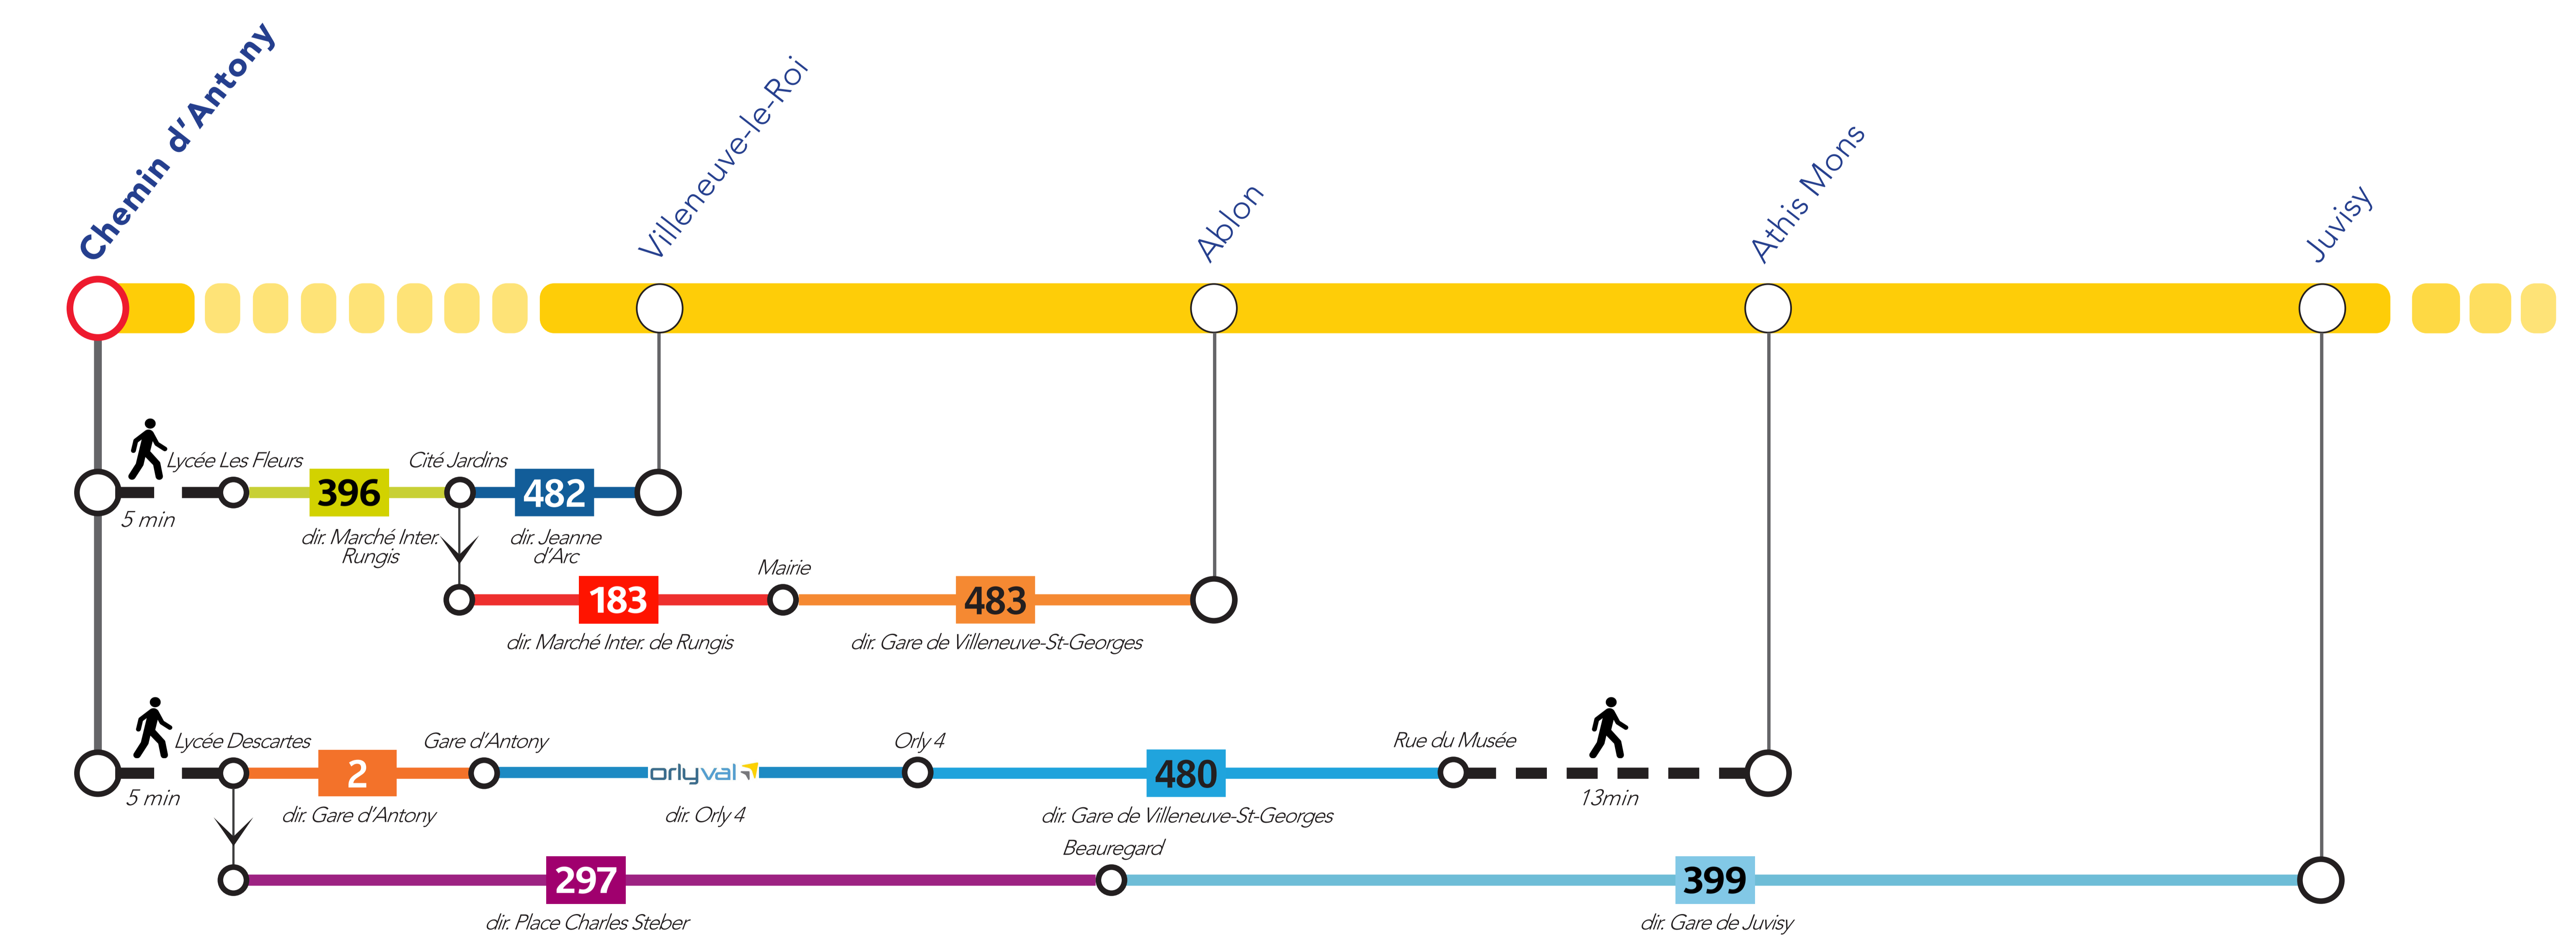 Chemin d'Antony
Villeneuve-le-Roi
Ablon
Athis Mons
Juvisy
Lycée Les Fleurs
Cité Jardins
396
482
5 min
dir. Marché Inter.
Rungis
dir. Jeanne
d'Arc
Mairie
183
483
dir. Marché Inter. de Rungis
dir. Gare de Villeneuve-St-Georges
Lycée Descartes
Gare d'Antony
Orly 4
Rue du Musée
2
orlyval
480
5 min
13min
dir. Gare d'Antony
dir. Orly 4
dir. Gare de Villeneuve-St-Georges
Beauregard
297
399
dir. Place Charles Steber
dir. Gare de Juvisy